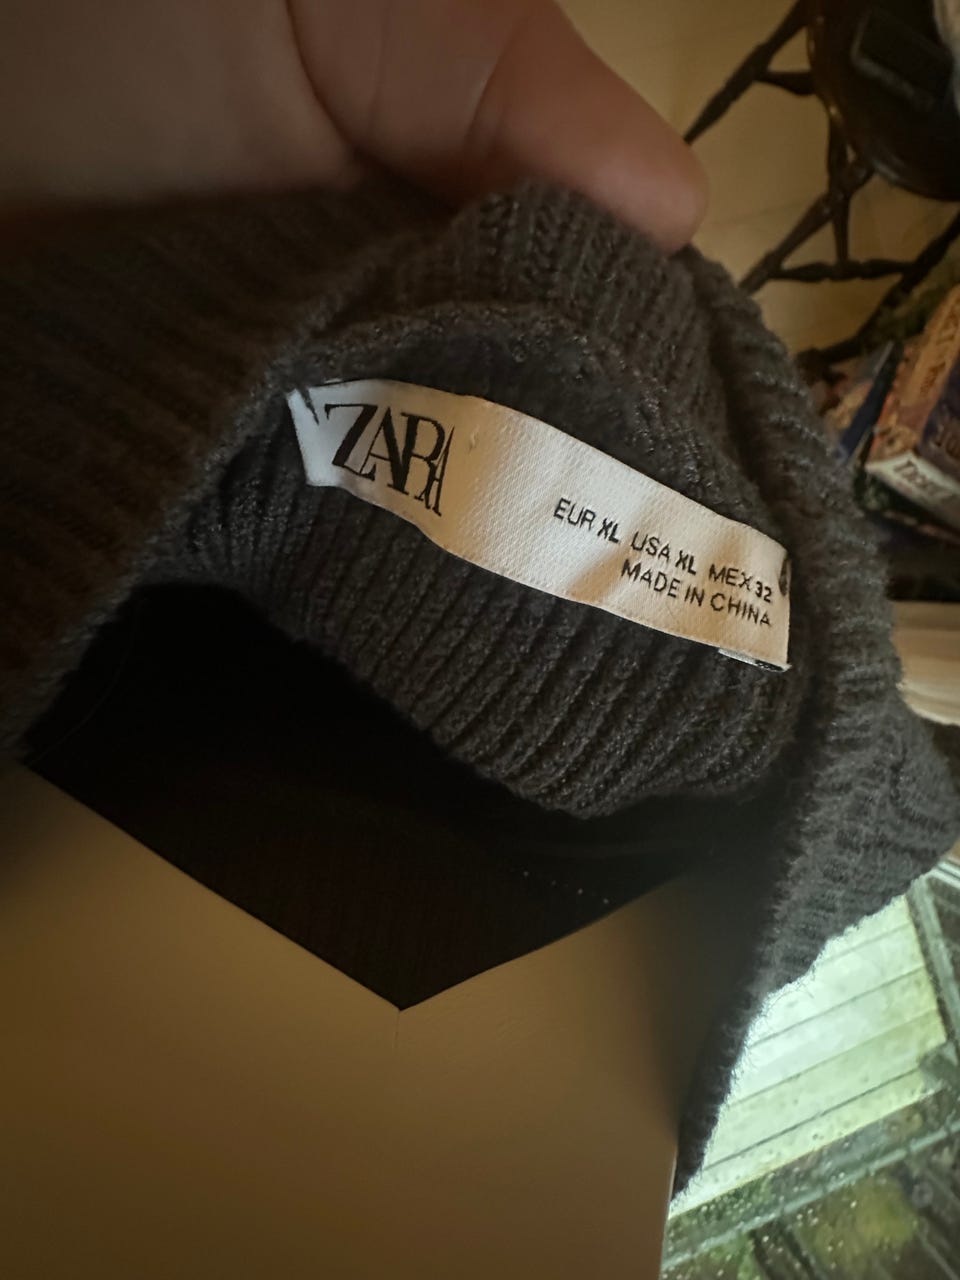 ZARA
EUR XL USA XL MEX 32
MADE IN CHINA